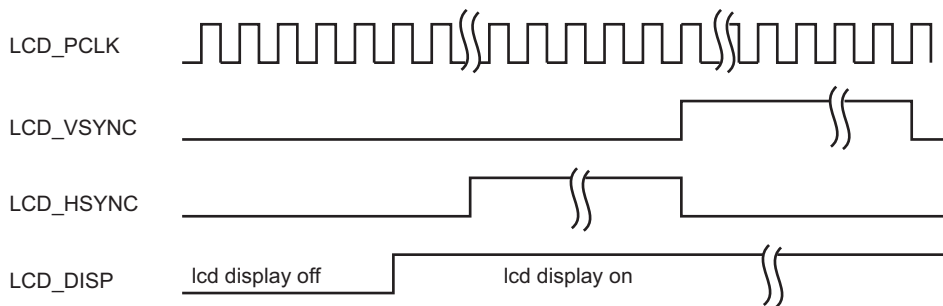 LCD_PCLK
LCD_VSYNC
LCD_HSYNC
LCD_DISP
lcd display off
lcd display on